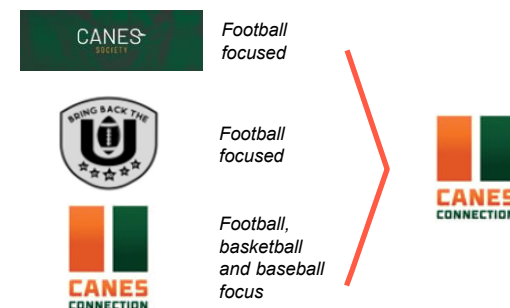 CANES
SOCIETY
Football
focused
BRING BACK THE
U
Football
focused
CANES
CONNECTION
Football,
basketball
and baseball
focus
CANES
CONNECTION